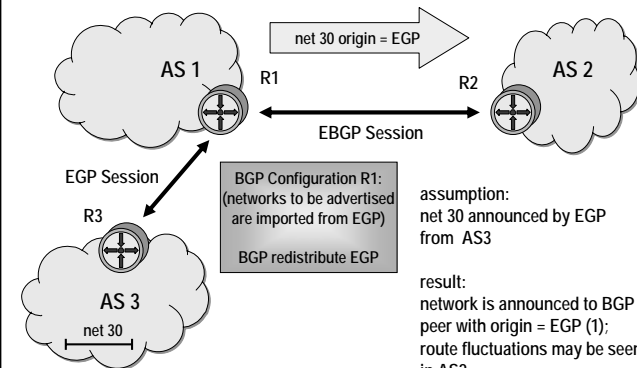 net 30 origin = EGP
AS 1
R1
R2
AS 2
EBGP Session
EGP Session
R3
AS 3
net 30
BGP Configuration R1:
(networks to be advertised
are imported from EGP)
BGP redistribute EGP
assumption:
net 30 announced by EGP
from AS3
result:
network is announced to BGP
peer with origin = EGP (1);
route fluctuations may be seen
in AS2